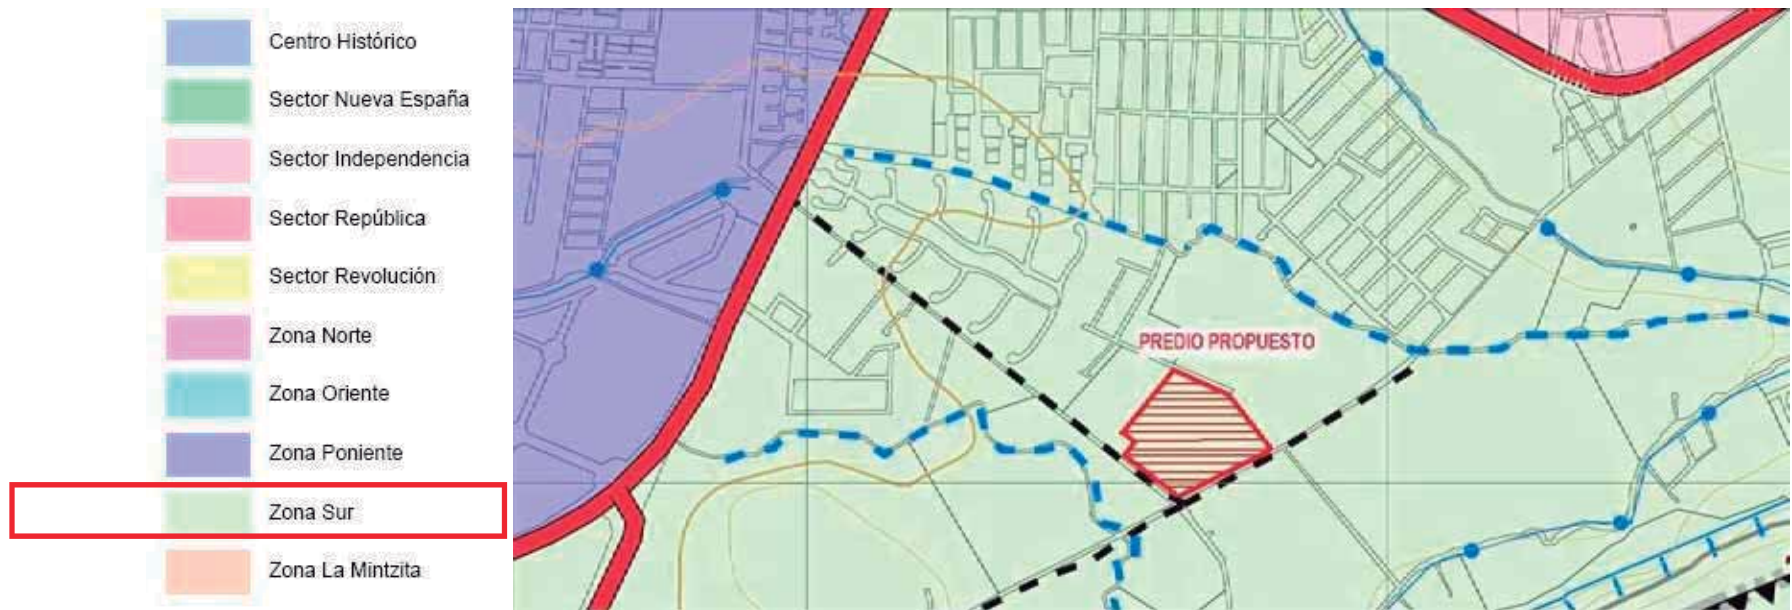 Centro Histórico
Sector Nueva España
Sector Independencia
Sector República
Sector Revolución
Zona Norte
Zona Oriente
Zona Poniente
Zona Sur
Zona La Mintzita
PREDIO PROPUESTO